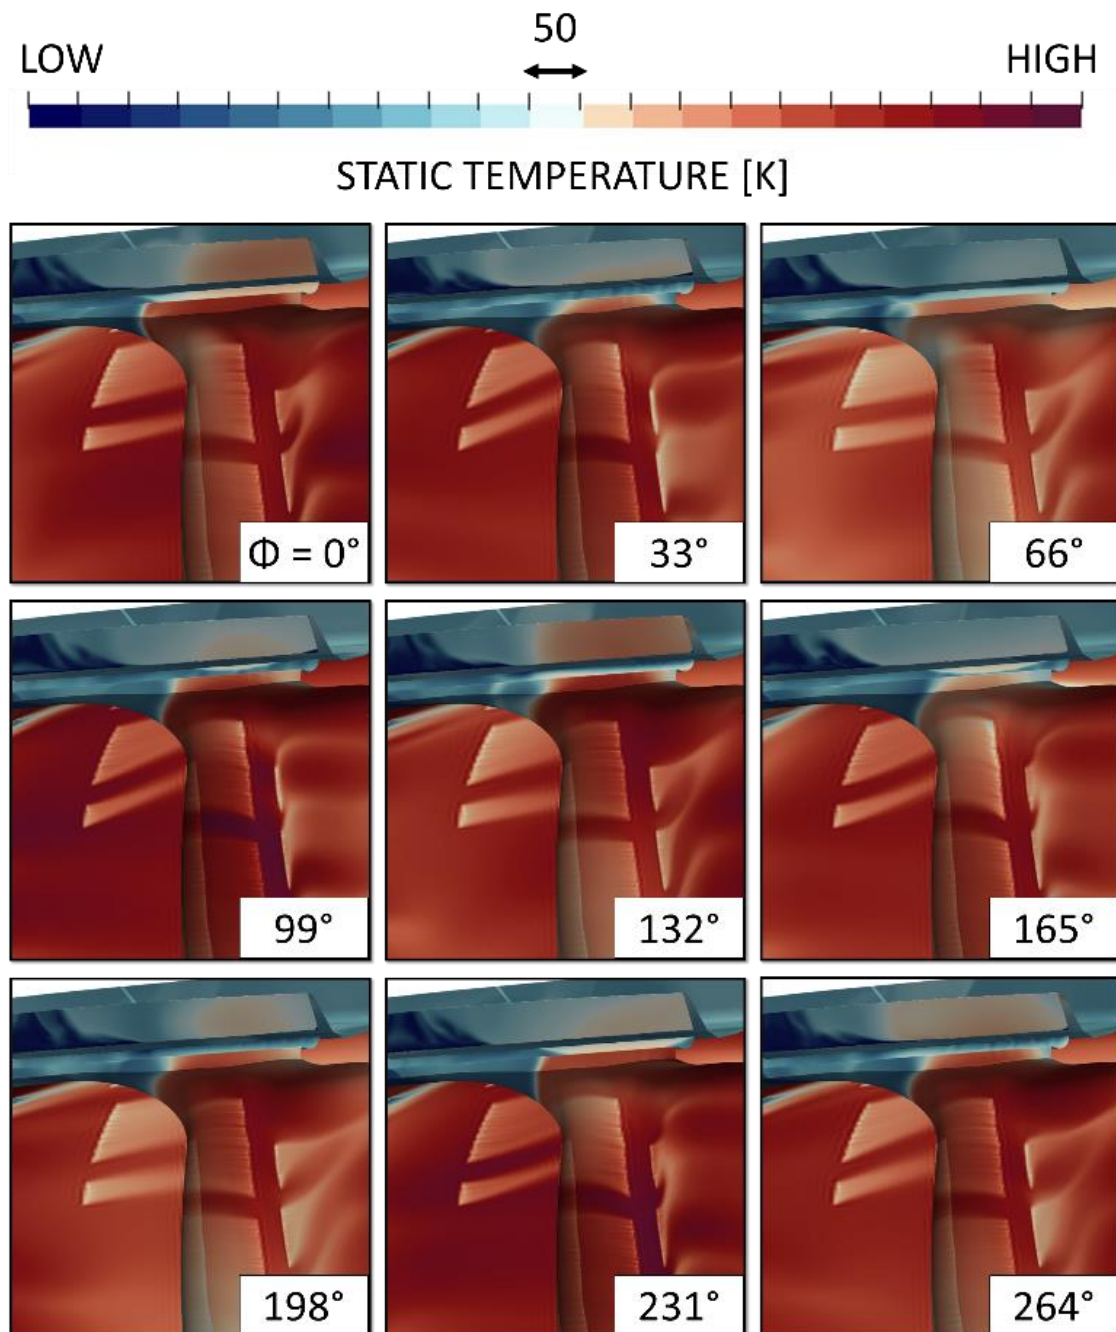 50
LOW HIGH
STATIC TEMPERATURE [K]
Φ = 0° 33° 66°
99° 132° 165°
198° 231° 264°